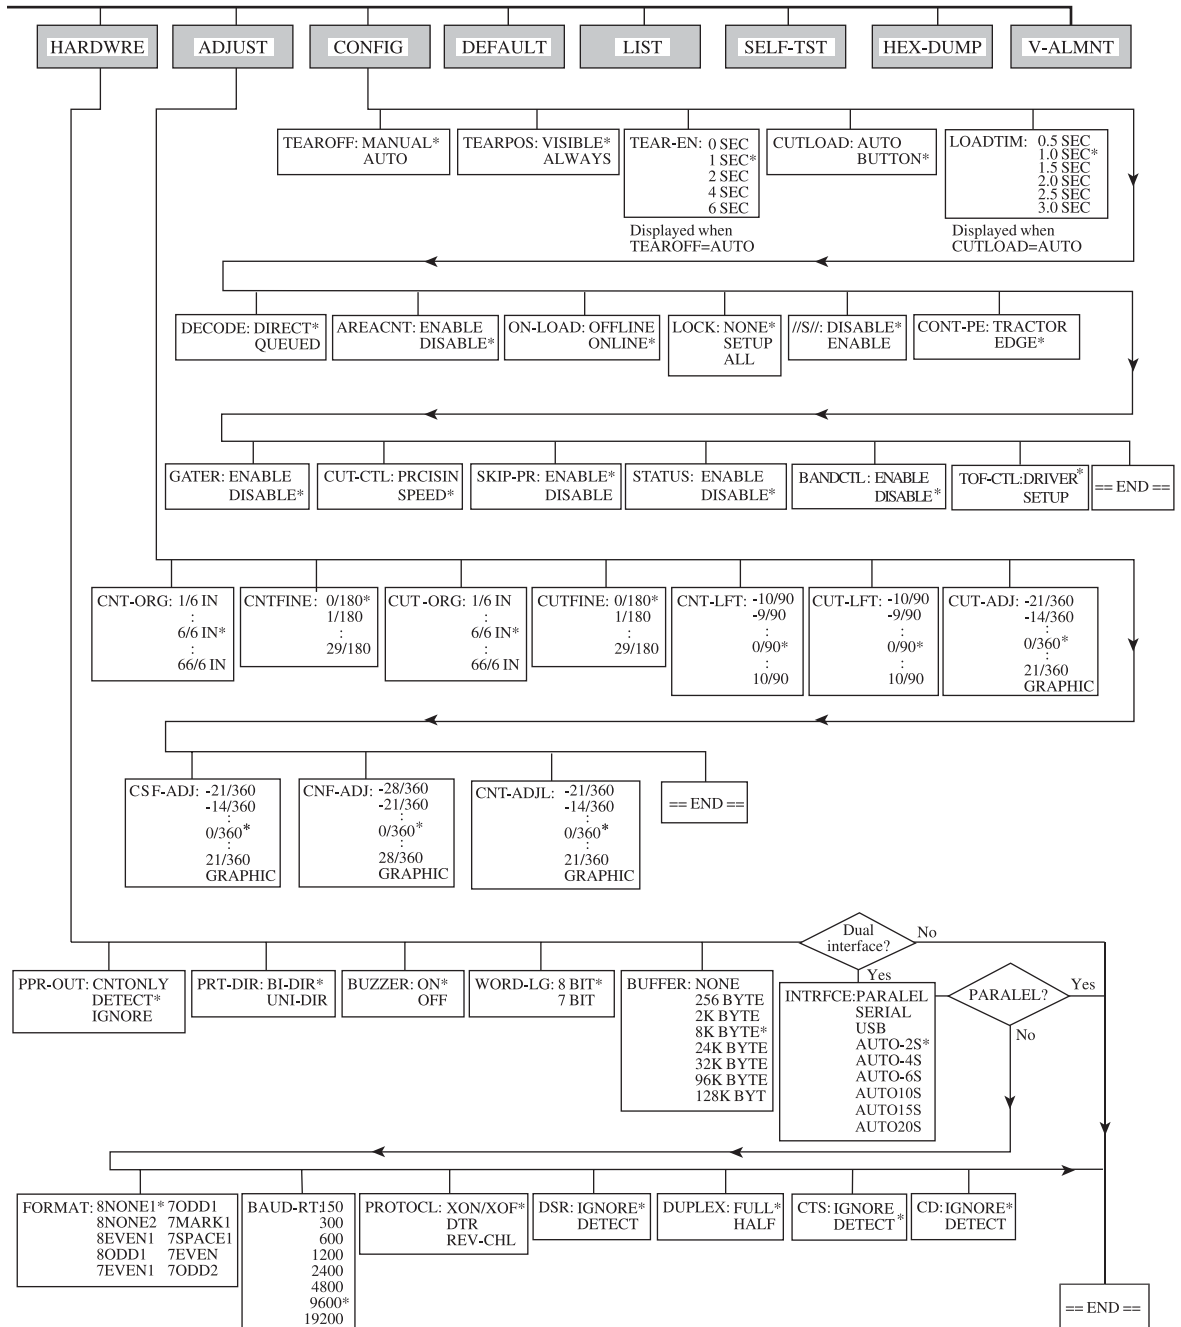 HARDWRE ADJUST CONFIG DEFAULT LIST SELF-TST HEX-DUMP V-ALMNT
TEAROFF: MANUAL*
AUTO
TEARPOS: VISIBLE*
ALWAYS
TEAR-EN: 0 SEC
1 SEC*
2 SEC
4 SEC
6 SEC
Displayed when
TEAROFF=AUTO
CUTLOAD: AUTO
BUTTON*
LOADTIM: 0.5 SEC
1.0 SEC*
1.5 SEC
2.0 SEC
2.5 SEC
3.0 SEC
Displayed when
CUTLOAD=AUTO
DECODE: DIRECT*
QUEUED
AREACNT: ENABLE
DISABLE*
ON-LOAD: OFFLINE
ONLINE*
LOCK: NONE*
SETUP
ALL
//S//: DISABLE*
ENABLE
CONT-PE: TRACTOR
EDGE*
GATER: ENABLE
DISABLE*
CUT-CTL: PRCISIN
SPEED*
SKIP-PR: ENABLE*
DISABLE
STATUS: ENABLE
DISABLE*
BANDCTL: ENABLE
DISABLE*
TOF-CTL:DRIVER*
SETUP
== END ==
CNT-ORG: 1/6 IN
:
6/6 IN*
:
66/6 IN
CNTFINE: 0/180*
1/180
:
29/180
CUT-ORG: 1/6 IN
:
6/6 IN*
:
66/6 IN
CUTFINE: 0/180*
1/180
:
29/180
CNT-LFT: -10/90
-9/90
:
0/90*
:
10/90
CUT-LFT: -10/90
-9/90
:
0/90*
:
10/90
CUT-ADJ: -21/360
-14/360
:
0/360*
:
21/360
GRAPHIC
CSF-ADJ: -21/360
-14/360
:
0/360*
:
21/360
GRAPHIC
CNF-ADJ: -28/360
-21/360
:
0/360*
:
28/360
GRAPHIC
CNT-ADJL: -21/360
-14/360
:
0/360*
:
21/360
GRAPHIC
== END ==
Dual
interface?
No
Yes
PPR-OUT: CNTONLY
DETECT*
IGNORE
PRT-DIR: BI-DIR*
UNI-DIR
BUZZER: ON*
OFF
WORD-LG: 8 BIT*
7 BIT
BUFFER: NONE
256 BYTE
2K BYTE
8K BYTE*
24K BYTE
32K BYTE
96K BYTE
128K BYT
INTRFCE:PARALEL
SERIAL
USB
AUTO-2S*
AUTO-4S
AUTO-6S
AUTO10S
AUTO15S
AUTO20S
PARALEL?
Yes
No
FORMAT: 8NONE1* 7ODD1
8NONE2 7MARK1
8EVEN1 7SPACE1
8ODD1 7EVEN
7EVEN1 7ODD2
BAUD-RT:150
300
600
1200
2400
4800
9600*
19200
PROTOCL: XON/XOF*
DTR
REV-CHL
DSR: IGNORE*
DETECT
DUPLEX: FULL*
HALF
CTS: IGNORE
DETECT*
CD: IGNORE*
DETECT
== END ==